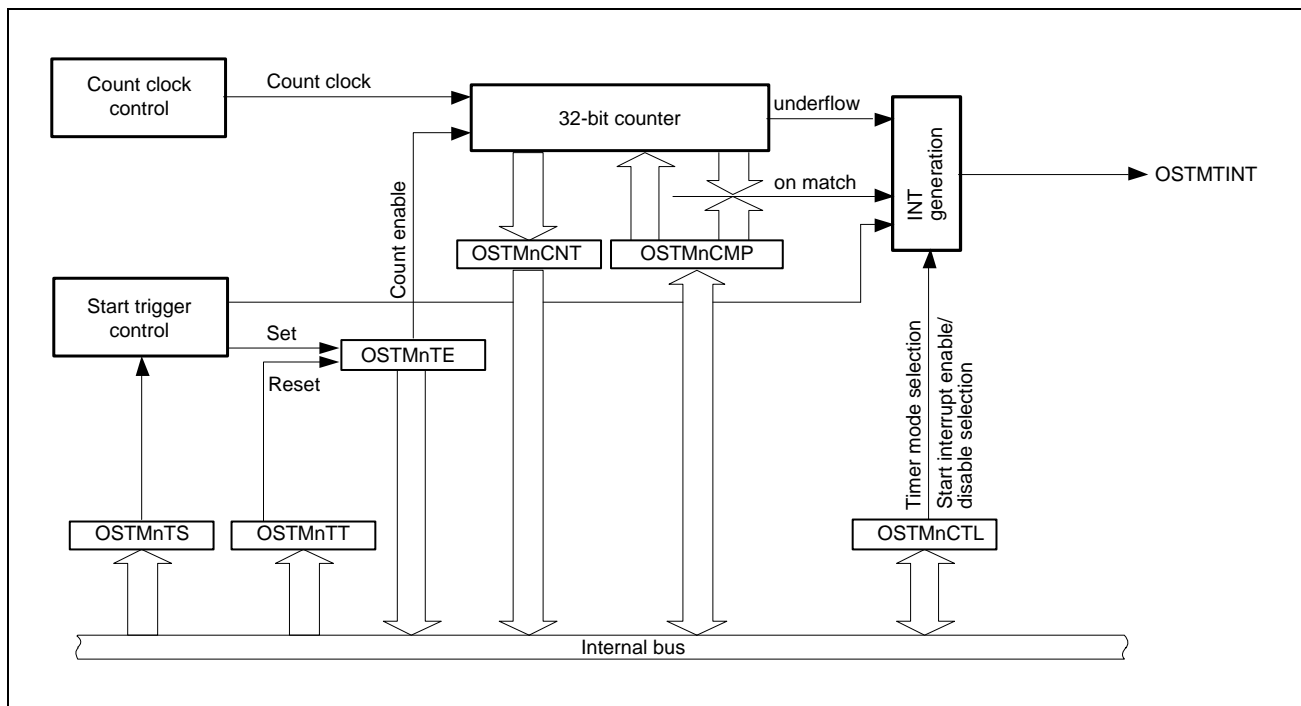 Count clock
control
Count clock
32-bit counter
underflow
INT
generation
OSTMTINT
on match
Count enable
OSTMnCNT
OSTMnCMP
Start trigger
control
Set
OSTMnTE
Reset
Timer mode selection
Start interrupt enable/
disable selection
OSTMnTS
OSTMnTT
OSTMnCTL
Internal bus